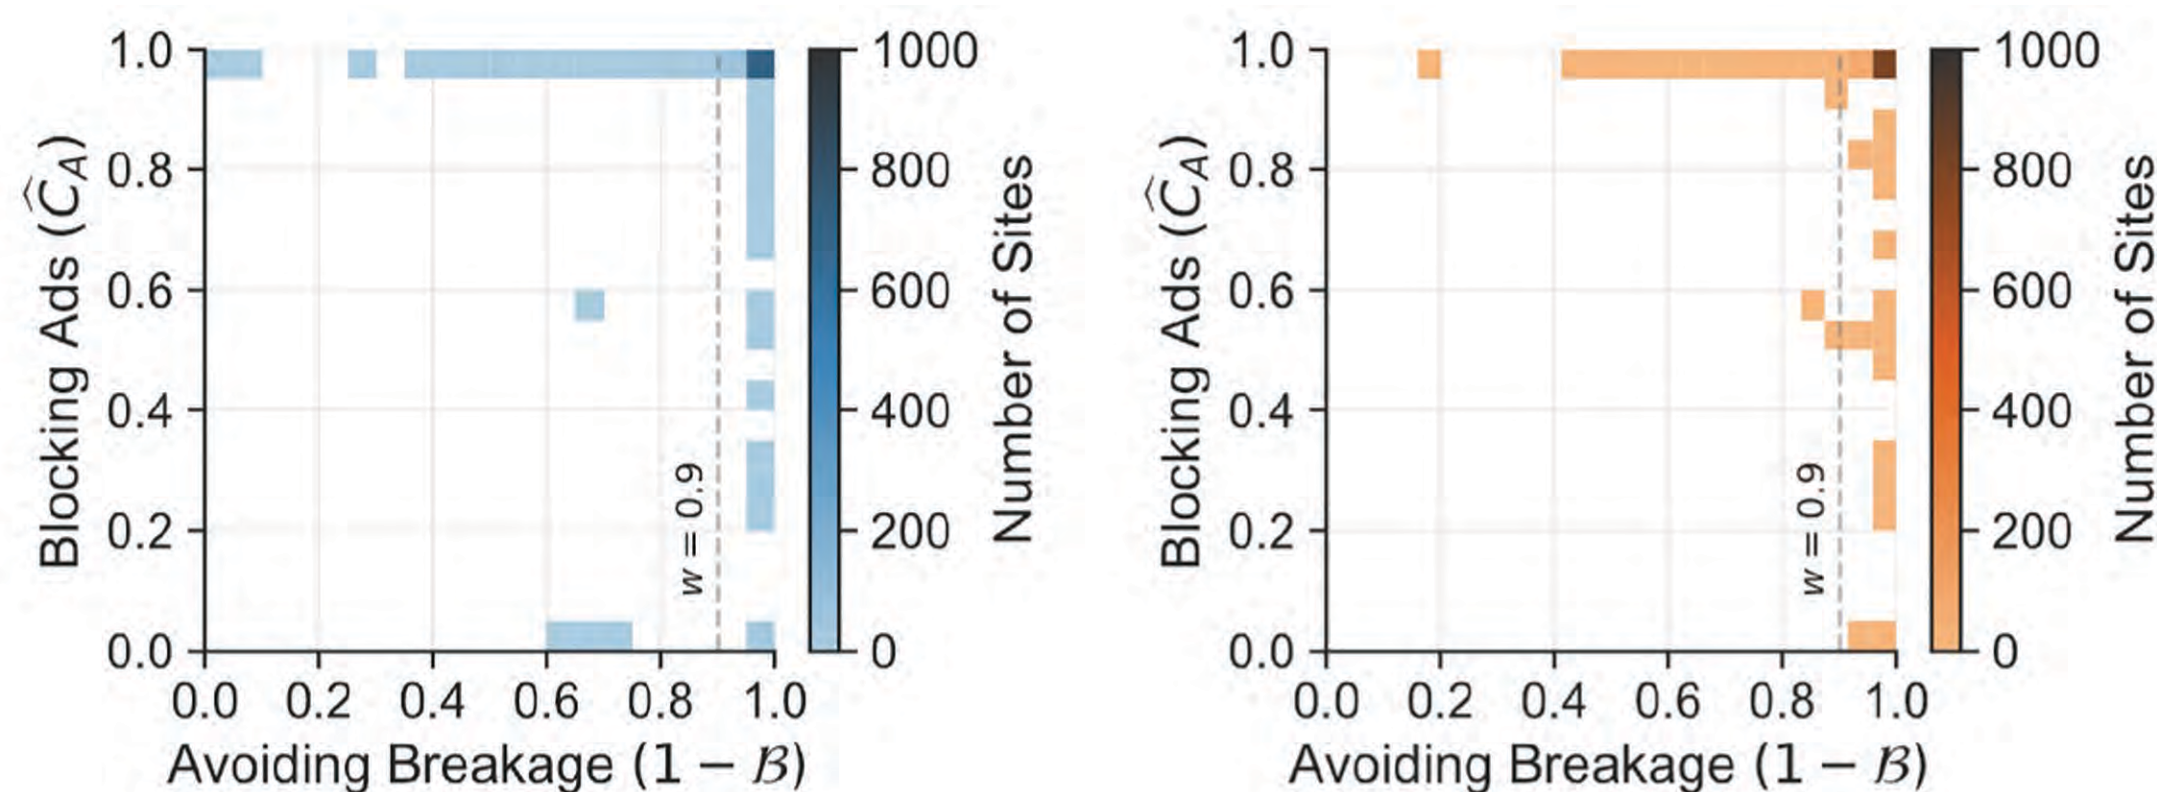 1.0
0.8
0.6
0.4
0.2
0.0
Blocking Ads (Ĉ_A)
w = 0.9
0.0 0.2 0.4 0.6 0.8 1.0
Avoiding Breakage (1 − ℬ)
1000
800
600
400
200
0
Number of Sites
1.0
0.8
0.6
0.4
0.2
0.0
Blocking Ads (Ĉ_A)
w = 0.9
0.0 0.2 0.4 0.6 0.8 1.0
Avoiding Breakage (1 − ℬ)
1000
800
600
400
200
0
Number of Sites